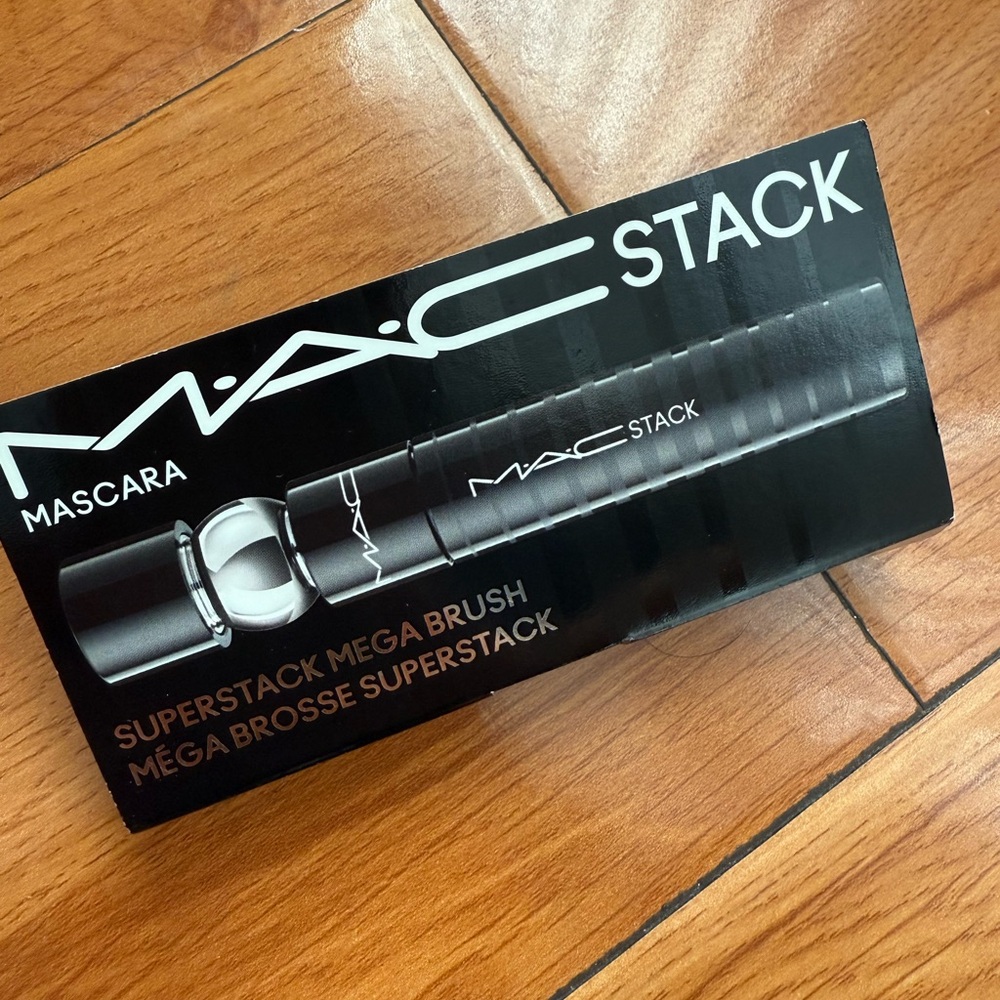 M·A·C STACK
MASCARA
M·A·C STACK
M·A·C
SUPERSTACK MEGA BRUSH
MÉGA BROSSE SUPERSTACK